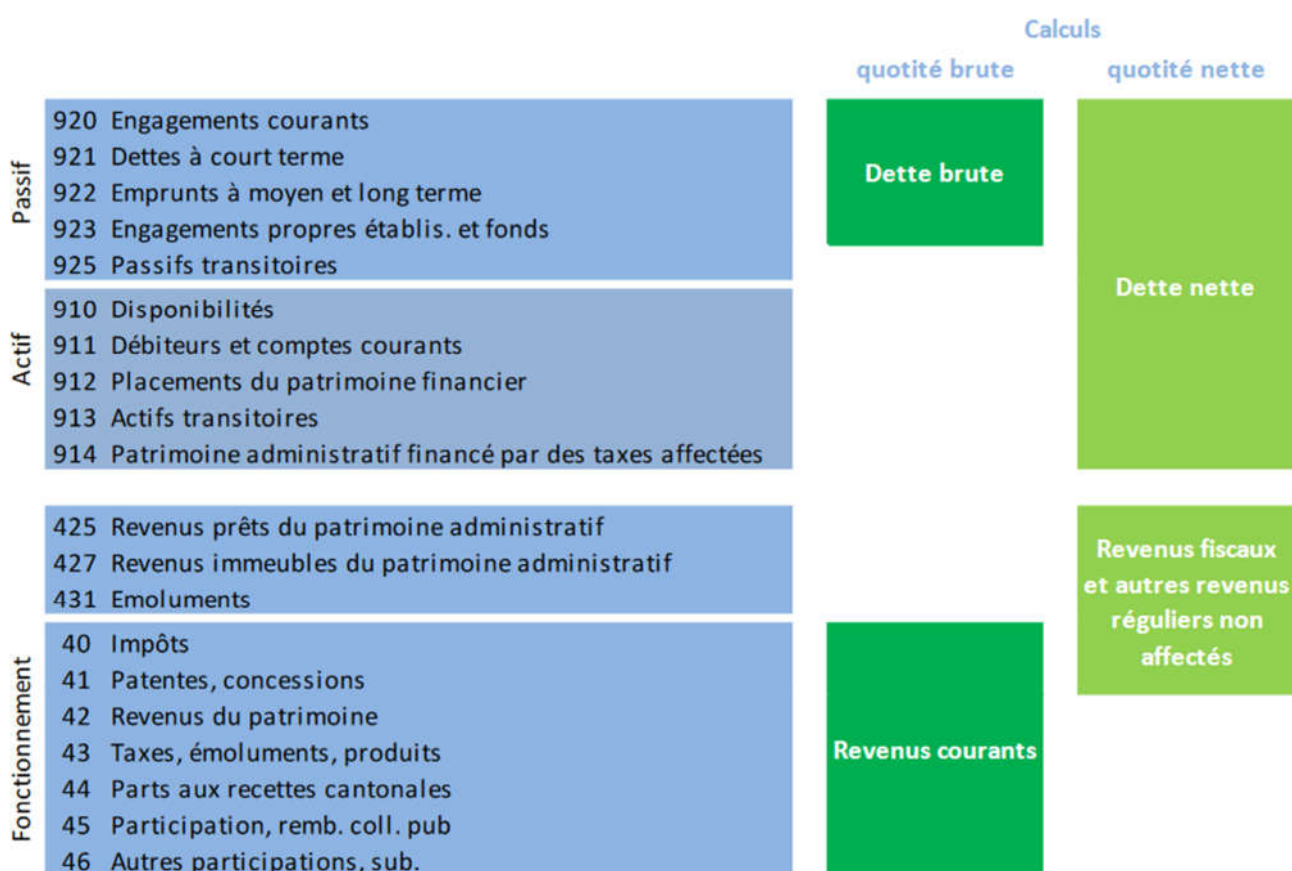 Calculs
quotité brute quotité nette
Passif
920 Engagements courants
921 Dettes à court terme
922 Emprunts à moyen et long terme
923 Engagements propres établis. et fonds
925 Passifs transitoires
Dette brute
Dette nette
Actif
910 Disponibilités
911 Débiteurs et comptes courants
912 Placements du patrimoine financier
913 Actifs transitoires
914 Patrimoine administratif financé par des taxes affectées
Fonctionnement
425 Revenus prêts du patrimoine administratif
427 Revenus immeubles du patrimoine administratif
431 Emoluments
40 Impôts
41 Patentes, concessions
42 Revenus du patrimoine
43 Taxes, émoluments, produits
44 Parts aux recettes cantonales
45 Participation, remb. coll. pub
46 Autres participations, sub.
Revenus courants
Revenus fiscaux
et autres revenus
réguliers non
affectés